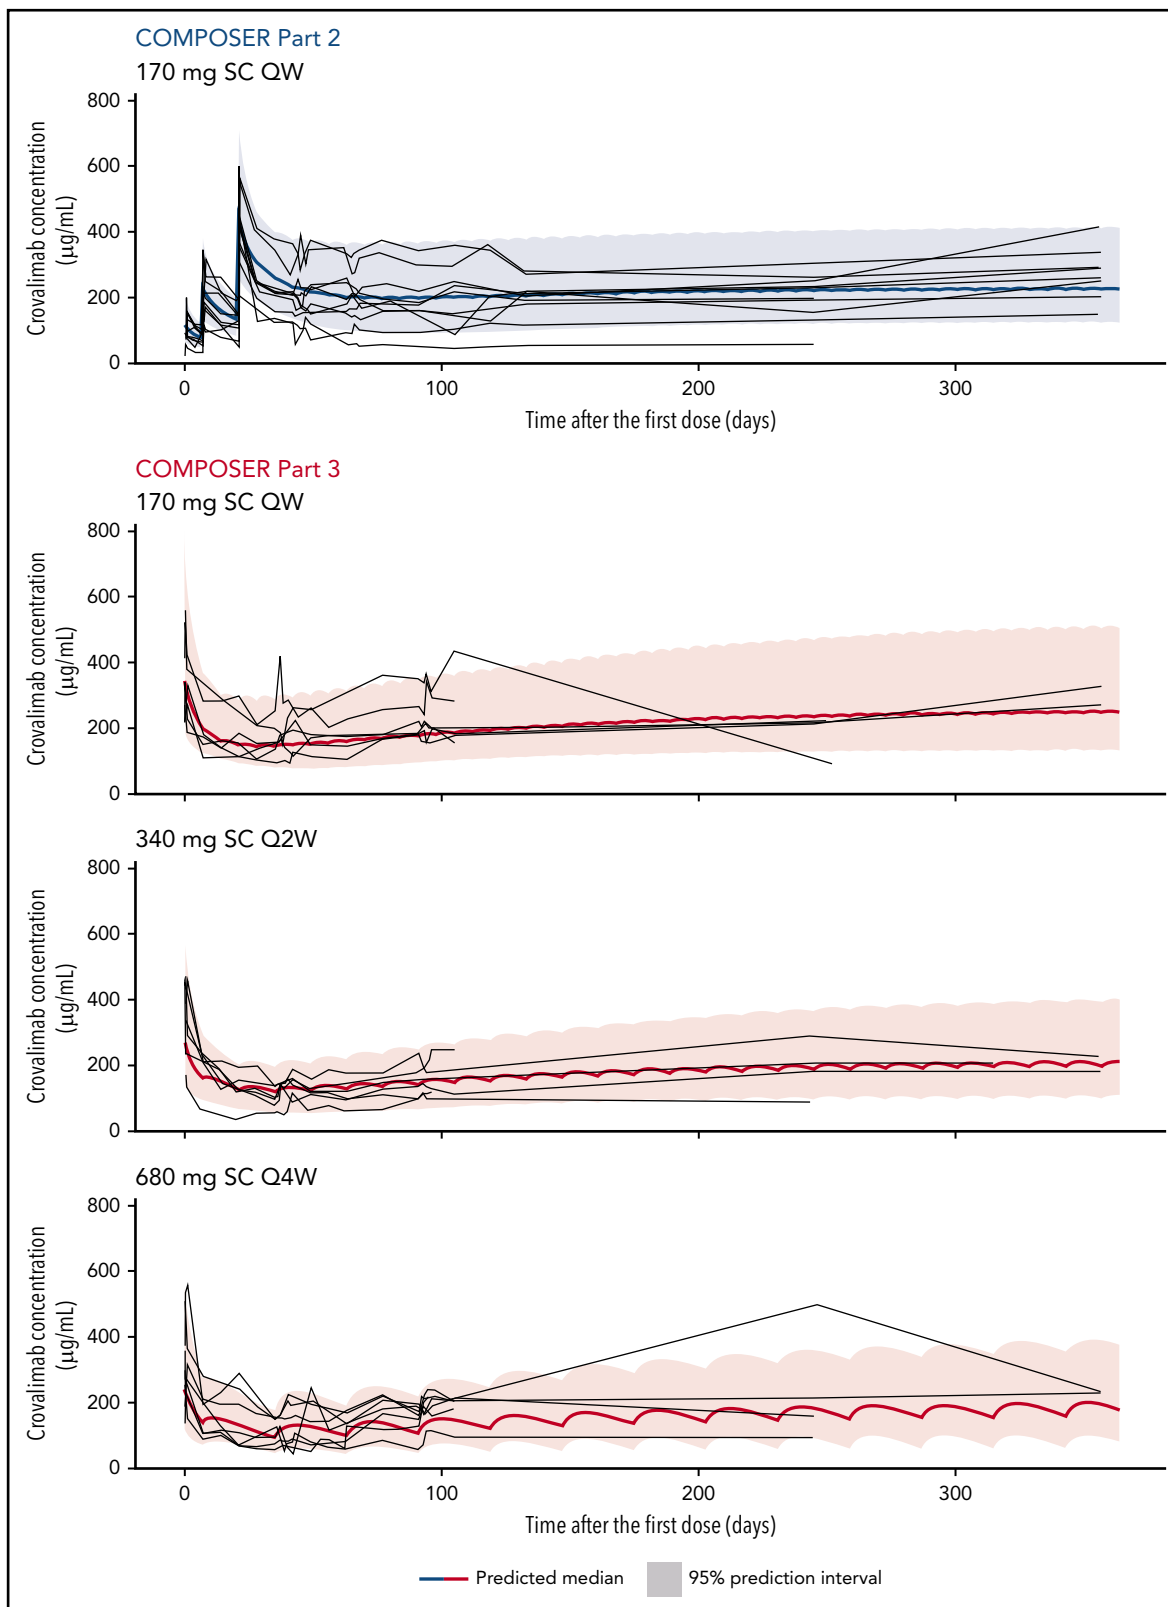 COMPOSER Part 2
170 mg SC QW
Crovalimab concentration
(µg/mL)
800
600
400
200
0
0 100 200 300
Time after the first dose (days)
COMPOSER Part 3
170 mg SC QW
Crovalimab concentration
(µg/mL)
800
600
400
200
0
340 mg SC Q2W
Crovalimab concentration
(µg/mL)
800
600
400
200
0
680 mg SC Q4W
Crovalimab concentration
(µg/mL)
800
600
400
200
0
0 100 200 300
Time after the first dose (days)
Predicted median 95% prediction interval